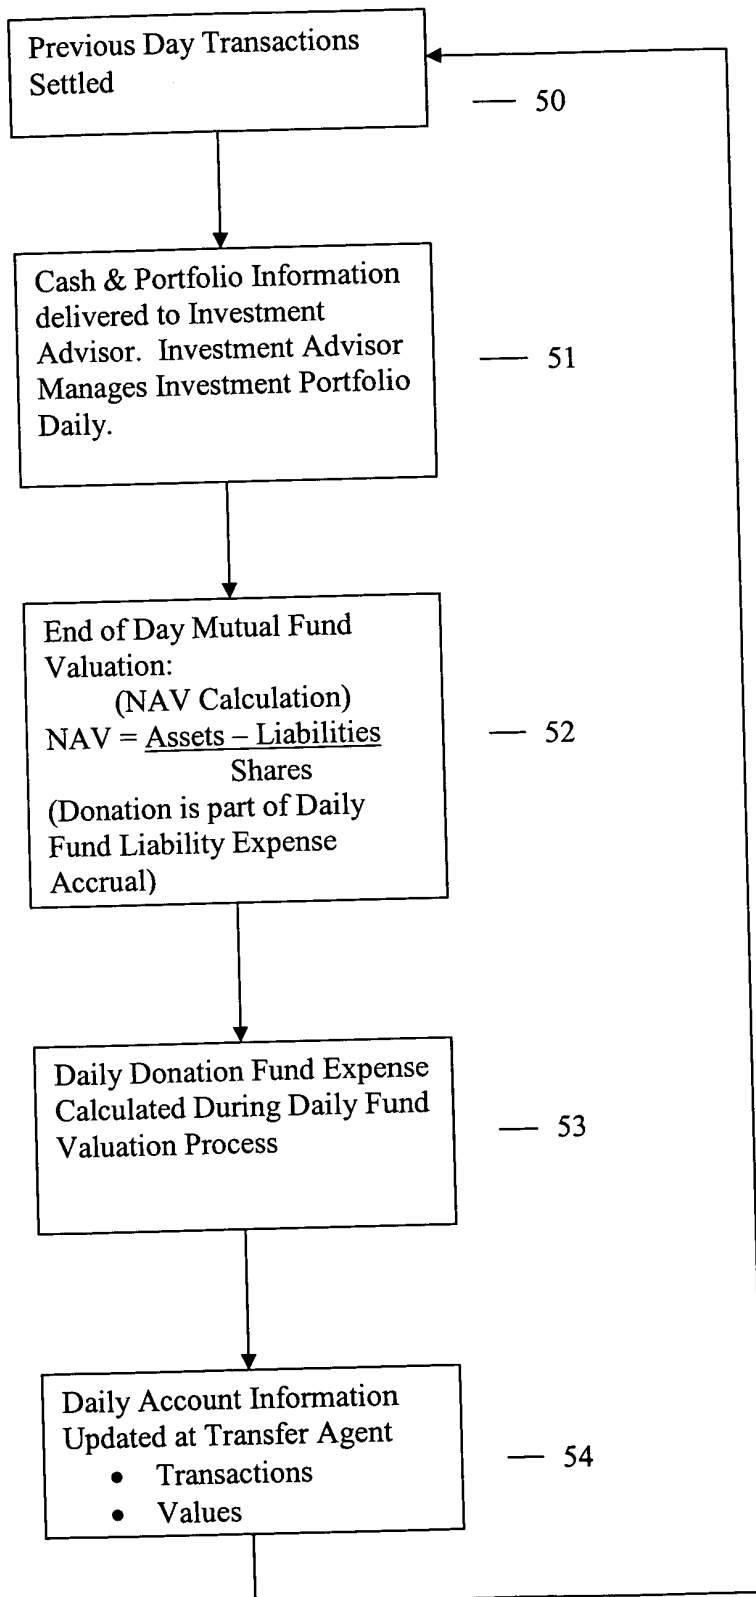 Previous Day Transactions
Settled
— 50
Cash & Portfolio Information
delivered to Investment
Advisor. Investment Advisor
Manages Investment Portfolio
Daily.
— 51
End of Day Mutual Fund
Valuation:
(NAV Calculation)
NAV = Assets – Liabilities
Shares
(Donation is part of Daily
Fund Liability Expense
Accrual)
— 52
Daily Donation Fund Expense
Calculated During Daily Fund
Valuation Process
— 53
Daily Account Information
Updated at Transfer Agent
• Transactions
• Values
— 54